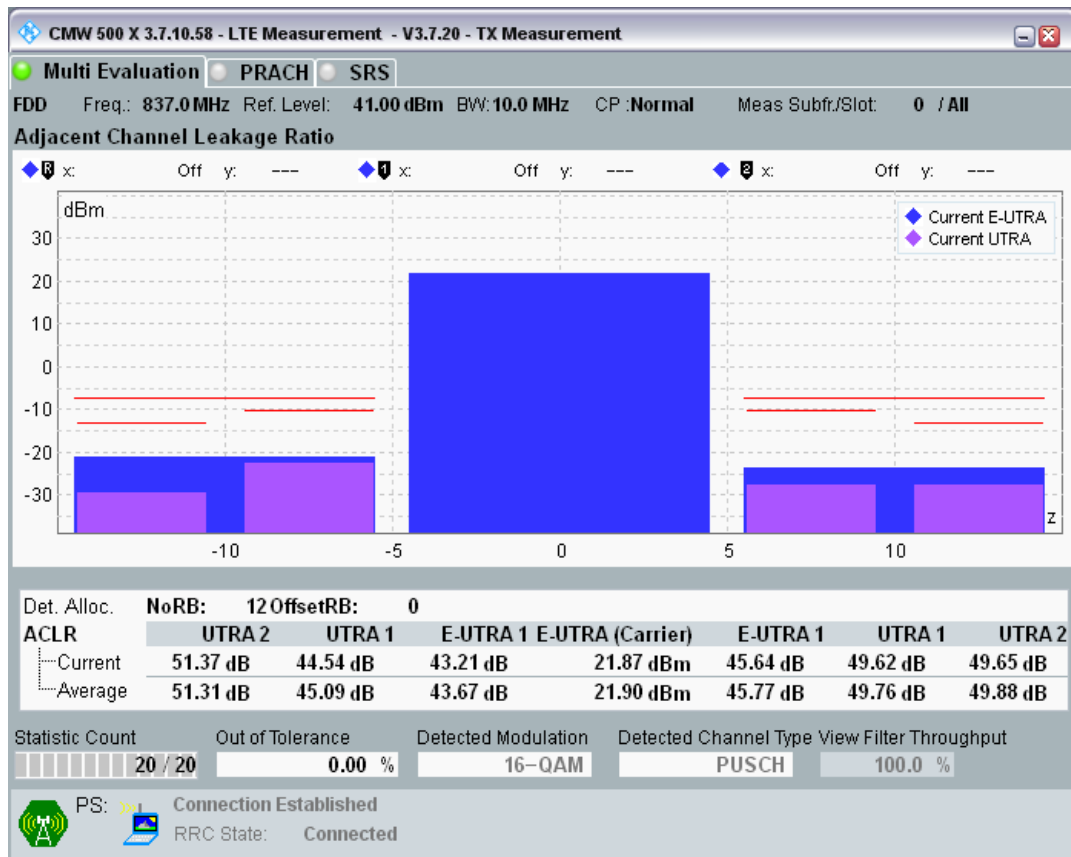 CMW 500 X 3.7.10.58 - LTE Measurement - V3.7.20 - TX Measurement
Multi Evaluation PRACH SRS
FDD Freq.: 837.0 MHz Ref. Level: 41.00 dBm BW: 10.0 MHz CP :Normal Meas Subfr./Slot: 0 / All
Adjacent Channel Leakage Ratio
R x: Off y: --- 1 x: Off y: --- 2 x: Off y: ---
dBm
Current E-UTRA
Current UTRA
30
20
10
0
-10
-20
-30
z
-10 -5 0 5 10
Det. Alloc. NoRB: 12 OffsetRB: 0
ACLR UTRA 2 UTRA 1 E-UTRA 1 E-UTRA (Carrier) E-UTRA 1 UTRA 1 UTRA 2
Current 51.37 dB 44.54 dB 43.21 dB 21.87 dBm 45.64 dB 49.62 dB 49.65 dB
Average 51.31 dB 45.09 dB 43.67 dB 21.90 dBm 45.77 dB 49.76 dB 49.88 dB
Statistic Count Out of Tolerance Detected Modulation Detected Channel Type View Filter Throughput
20 / 20 0.00 % 16-QAM PUSCH 100.0 %
PS: Connection Established
RRC State: Connected